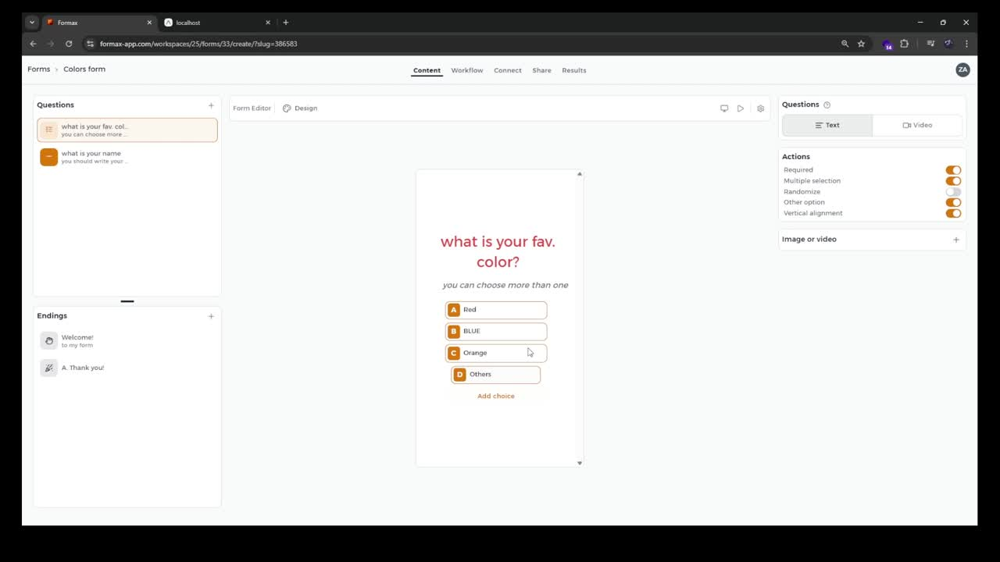 Formax
localhost
formax-app.com/workspaces/25/forms/33/create/?slug=386583
14
Forms > Colors form
Content
Workflow
Connect
Share
Results
ZA
Questions
what is your fav. col...
you can choose more ...
what is your name
you should write your ...
Form Editor
Design
what is your fav.
color?
you can choose more than one
A Red
B BLUE
C Orange
D Others
Add choice
Questions
Text
Video
Actions
Required
Multiple selection
Randomize
Other option
Vertical alignment
Image or video
Endings
Welcome!
to my form
A. Thank you!